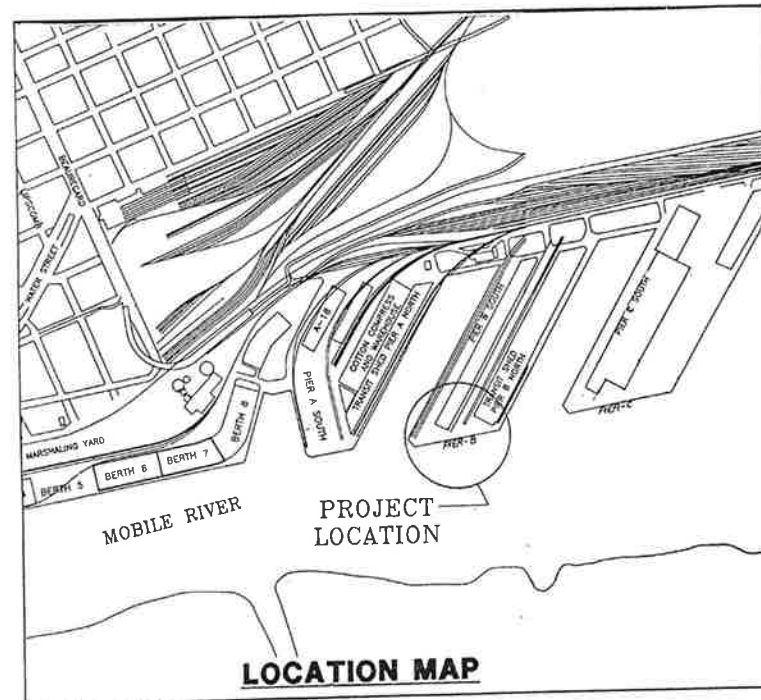 BEAUREGARD
LIPSCOMB
WATER STREET
A-18
COTTON COMPRESS
AND WAREHOUSE
TRANSIT SHED PIER A NORTH
PIER B SOUTH
TRANSIT SHED
PIER B NORTH
PIER C SOUTH
PIER A SOUTH
BERTH 8
PIER-C
PIER-B
MARSHALING YARD
BERTH 5
BERTH 6
BERTH 7
MOBILE RIVER
PROJECT
LOCATION
LOCATION MAP